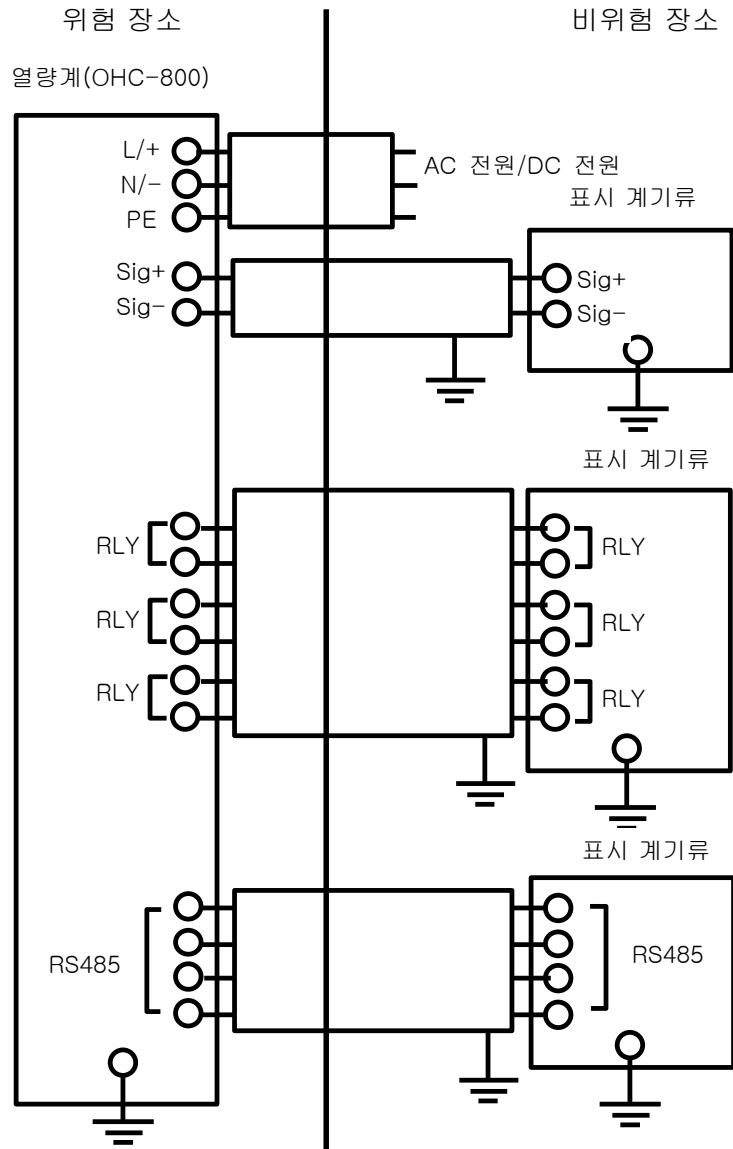 위험 장소
비위험 장소
열량계(OHC-800)
L/+
N/-
PE
AC 전원/DC 전원
표시 계기류
Sig+
Sig-
Sig+
Sig-
표시 계기류
RLY
RLY
RLY
RLY
RLY
RLY
표시 계기류
RS485
RS485